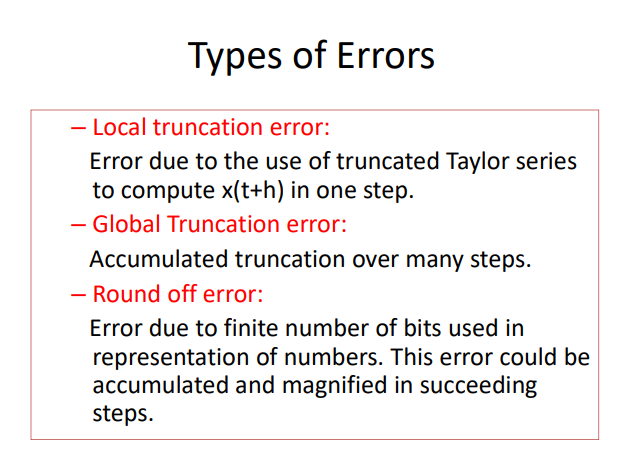 Types of Errors
– Local truncation error:
Error due to the use of truncated Taylor series
to compute x(t+h) in one step.
– Global Truncation error:
Accumulated truncation over many steps.
– Round off error:
Error due to finite number of bits used in
representation of numbers. This error could be
accumulated and magnified in succeeding
steps.